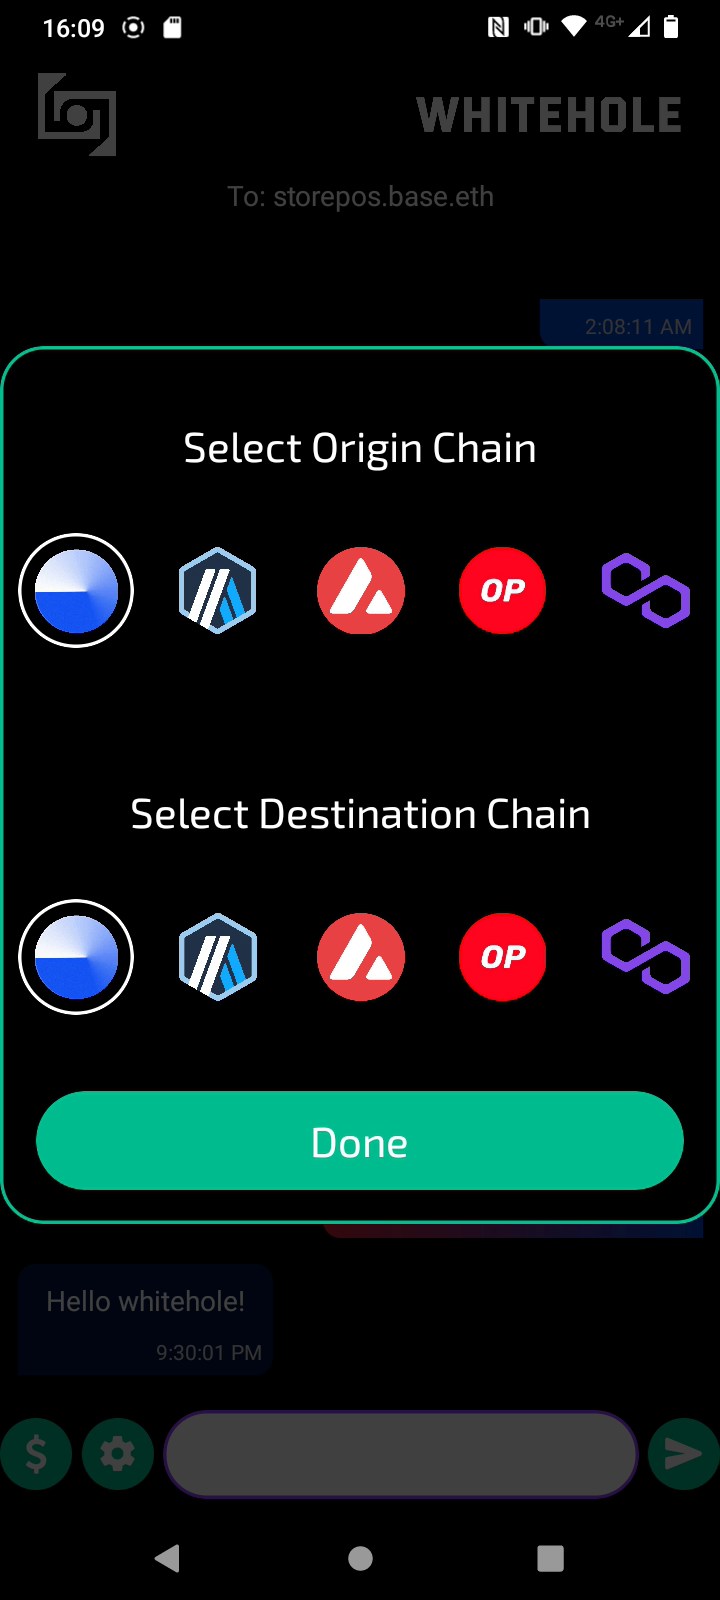 16:09
4G+
WHITEHOLE
To: storepos.base.eth
2:08:11 AM
Select Origin Chain
OP
Select Destination Chain
OP
Done
Hello whitehole!
9:30:01 PM
$